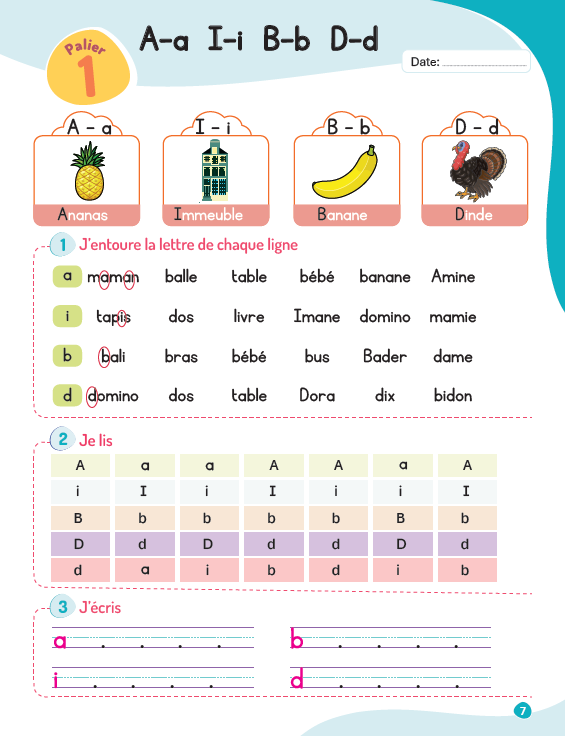 A-a I-i B-b D-d
Palier
1
Date:
A - a I - i B - b D - d
Ananas Immeuble Banane Dinde
1 J'entoure la lettre de chaque ligne
a maman balle table bébé banane Amine
i tapis dos livre Imane domino mamie
b bali bras bébé bus Bader dame
d domino dos table Dora dix bidon
2 Je lis
A a a A A a A
i I i I i i I
B b b b b B b
D d D d d D d
d a i b d i b
3 J'écris
a b
i d
7